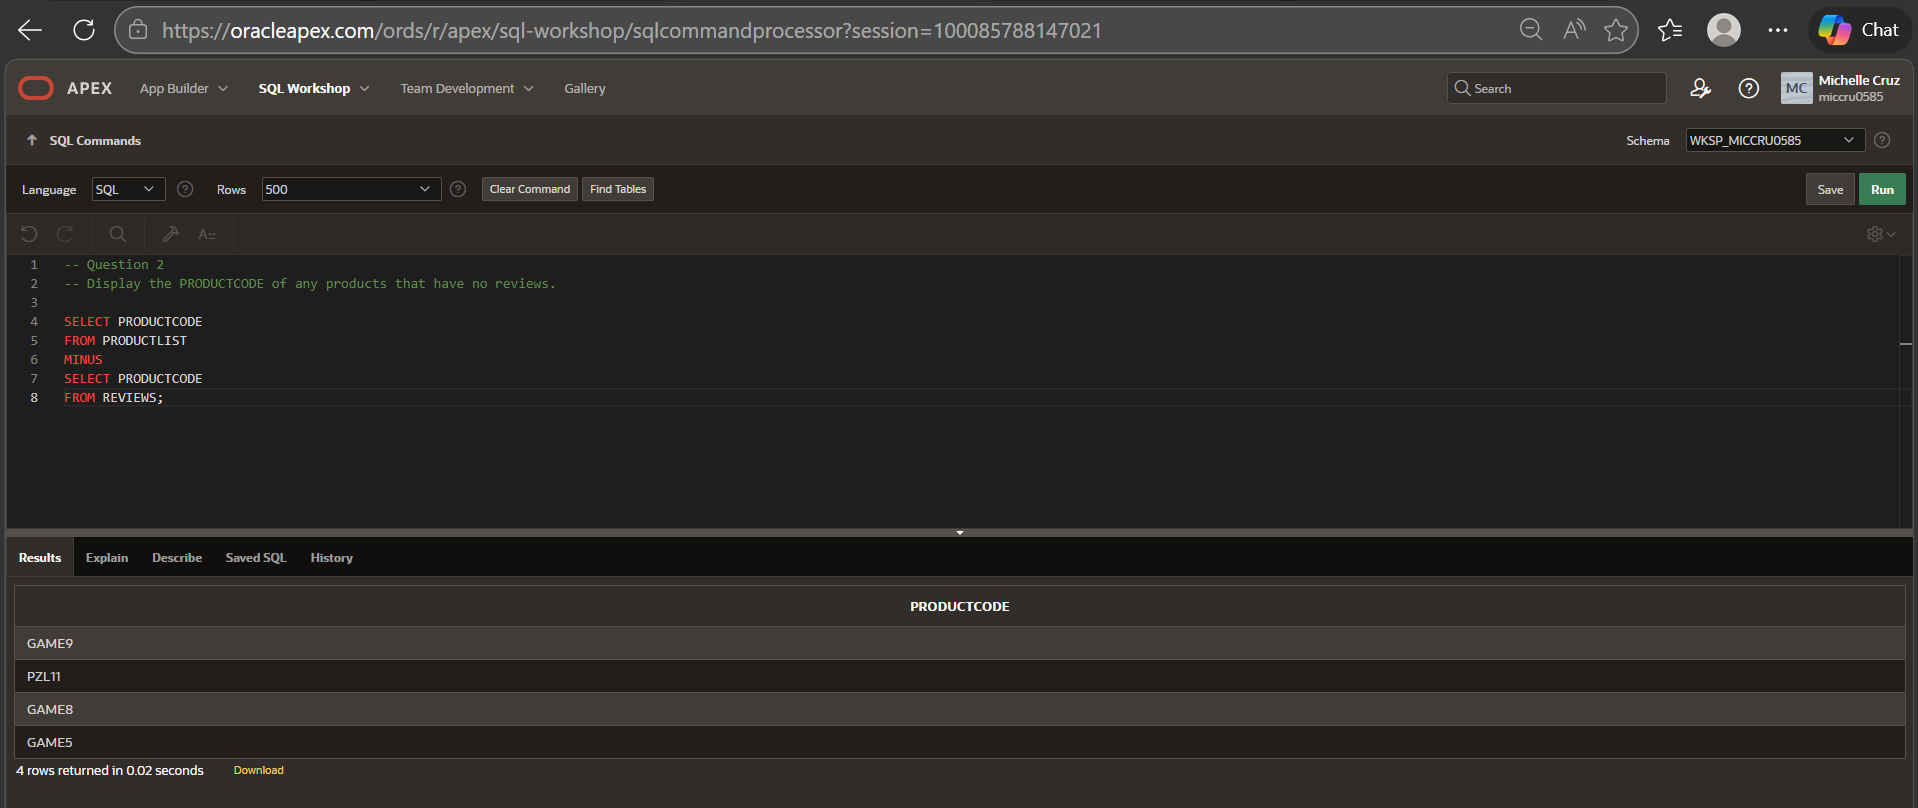 https://oracleapex.com/ords/r/apex/sql-workshop/sqlcommandprocessor?session=100085788147021
Chat
APEX App Builder SQL Workshop Team Development Gallery
Search
MC
Michelle Cruz
miccru0585
SQL Commands
Schema WKSP_MICCRU0585
Language SQL Rows 500 Clear Command Find Tables Save Run
1 -- Question 2
2 -- Display the PRODUCTCODE of any products that have no reviews.
3
4 SELECT PRODUCTCODE
5 FROM PRODUCTLIST
6 MINUS
7 SELECT PRODUCTCODE
8 FROM REVIEWS;
Results Explain Describe Saved SQL History
PRODUCTCODE
GAME9
PZL11
GAME8
GAME5
4 rows returned in 0.02 seconds Download